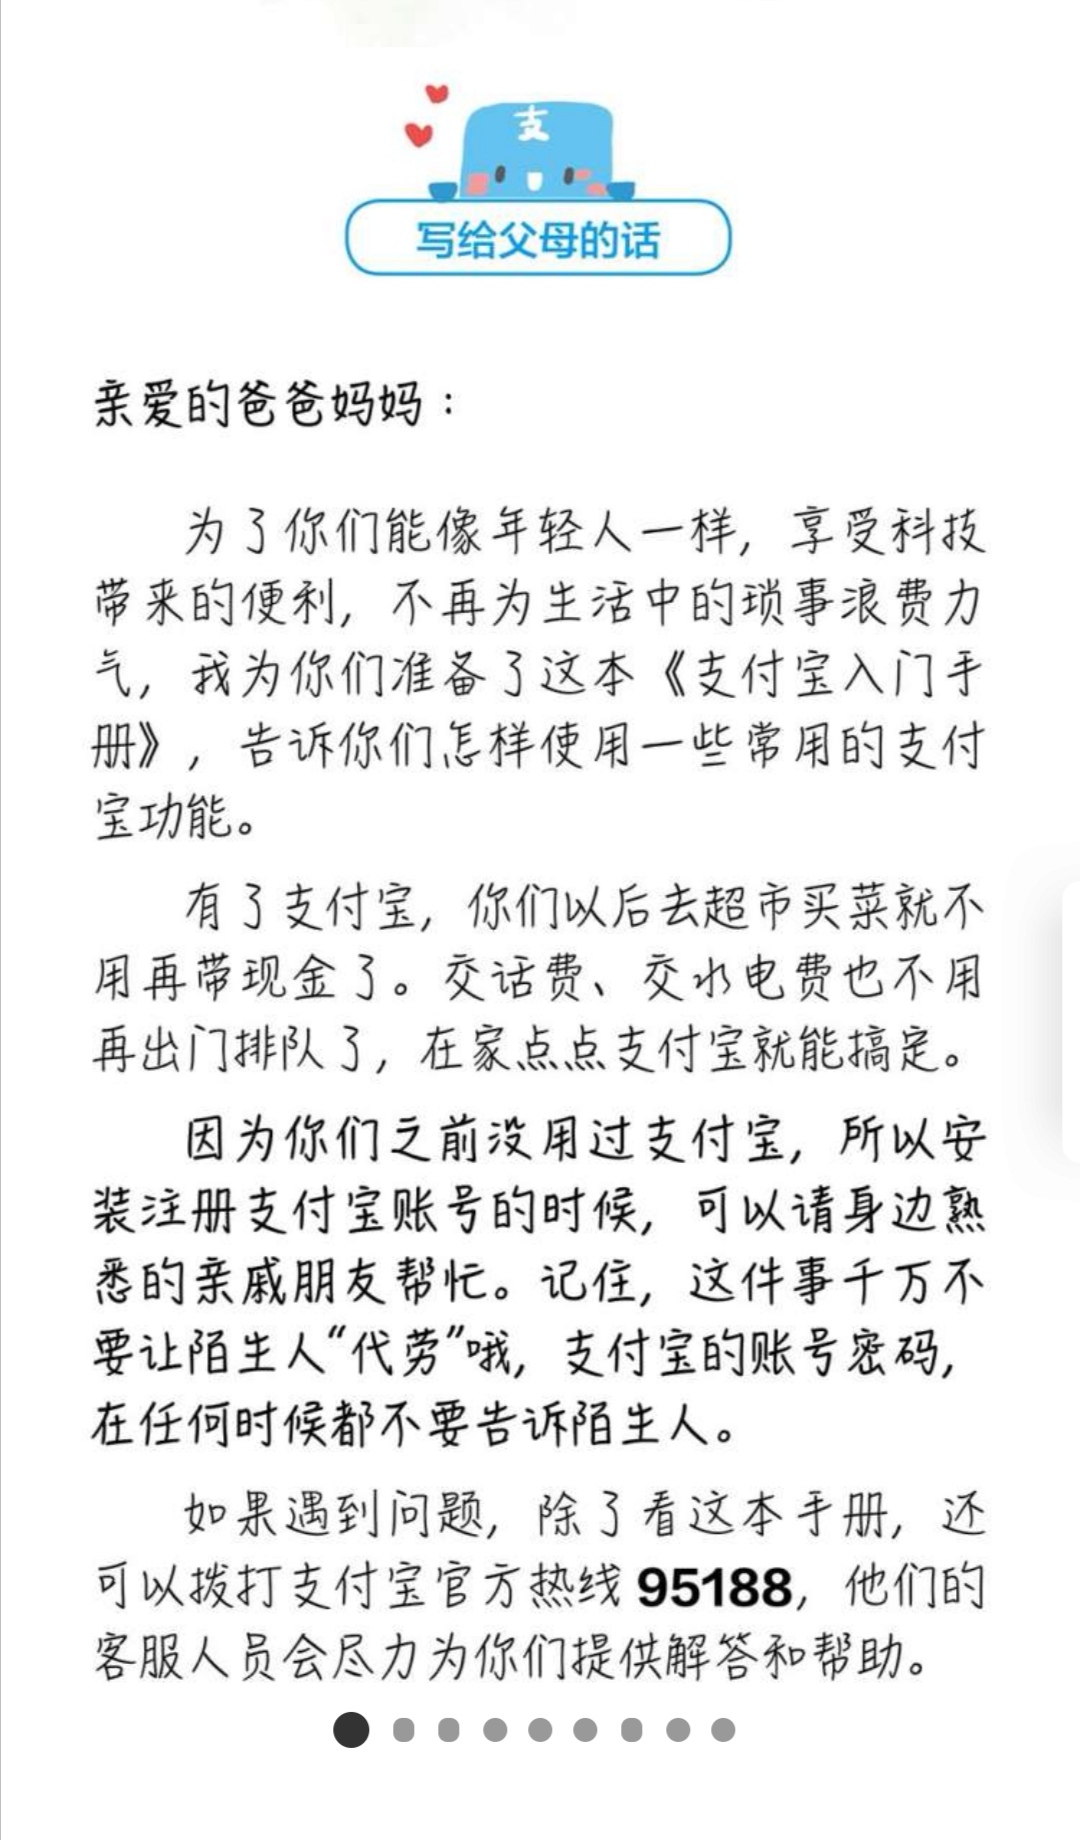 支
写给父母的话
亲爱的爸爸妈妈：
为了你们能像年轻人一样，享受科技
带来的便利，不再为生活中的琐事浪费力
气，我为你们准备了这本《支付宝入门手
册》，告诉你们怎样使用一些常用的支付
宝功能。
有了支付宝，你们以后去超市买菜就不
用再带现金了。交话费、交水电费也不用
再出门排队了，在家点点支付宝就能搞定。
因为你们之前没用过支付宝，所以安
装注册支付宝账号的时候，可以请身边熟
悉的亲戚朋友帮忙。记住，这件事千万不
要让陌生人“代劳”哦，支付宝的账号密码，
在任何时候都不要告诉陌生人。
如果遇到问题，除了看这本手册，还
可以拨打支付宝官方热线 95188，他们的
客服人员会尽力为你们提供解答和帮助。